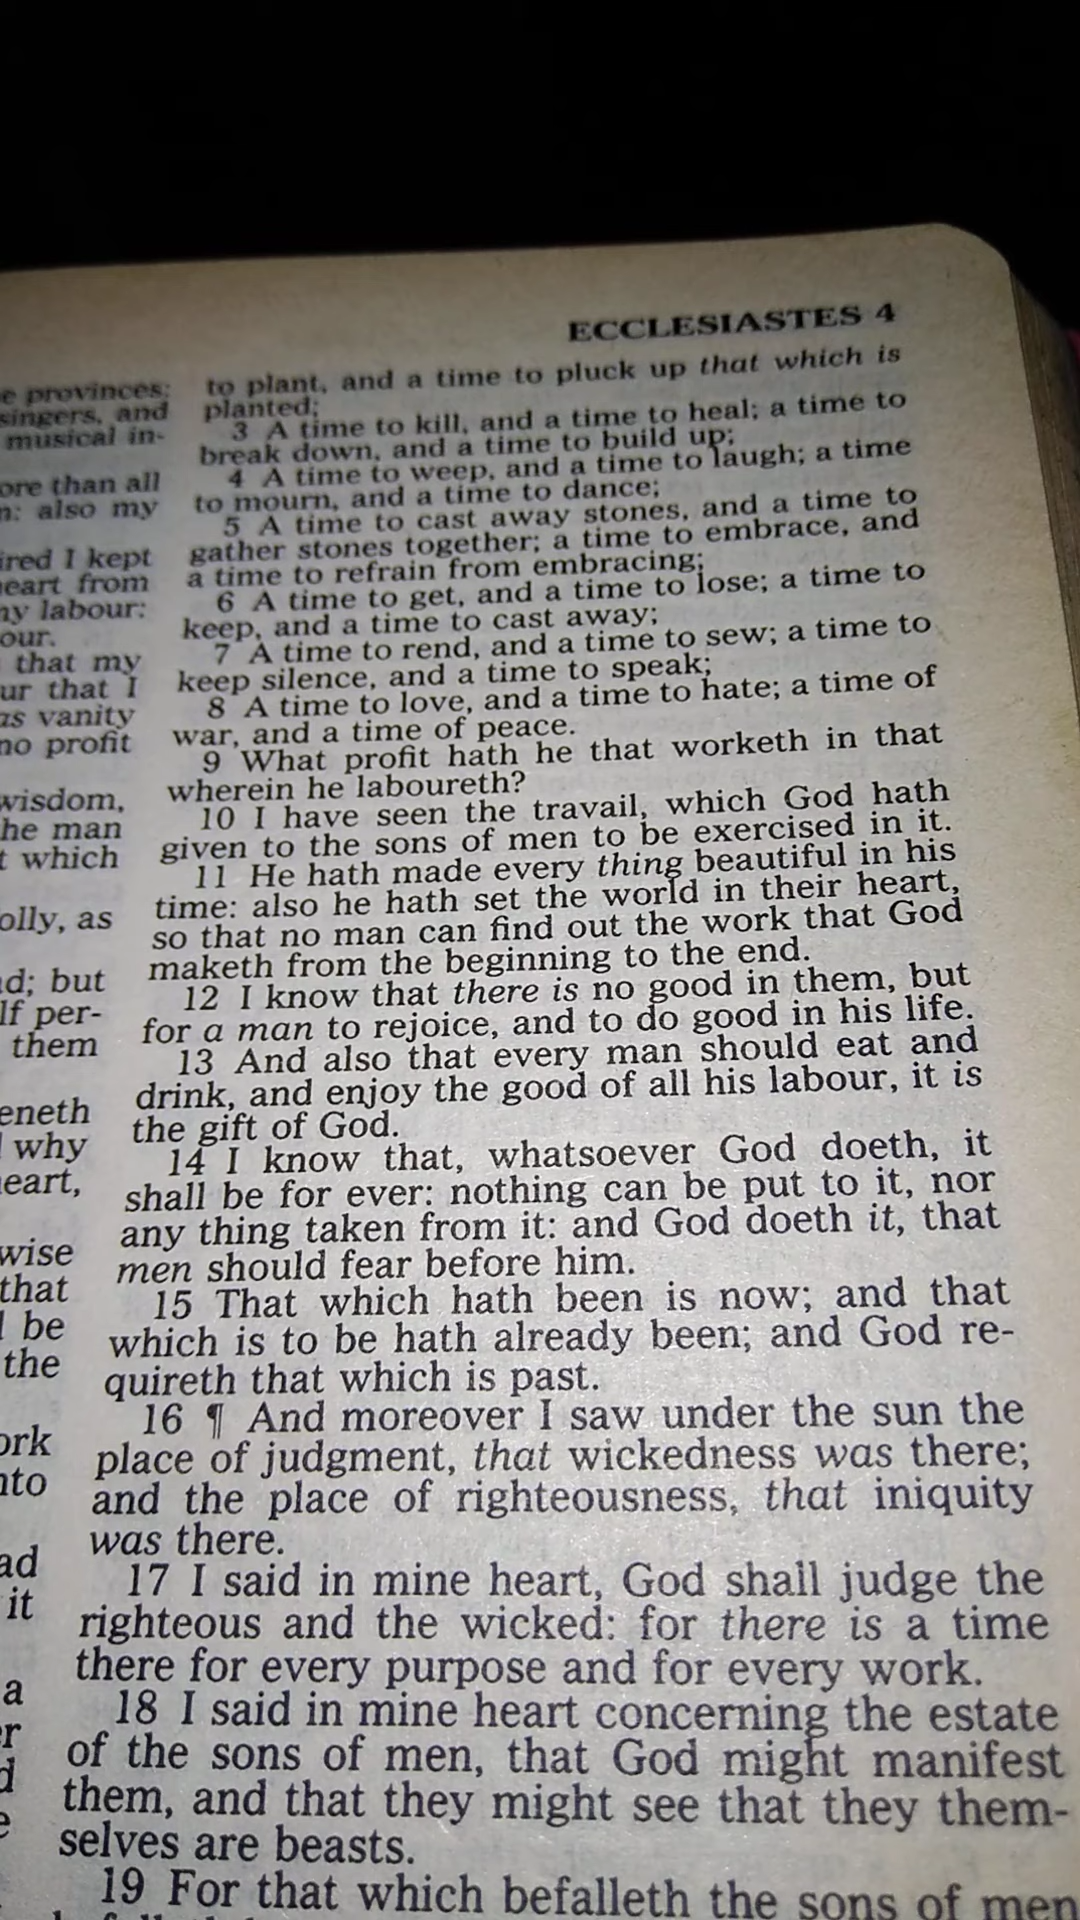 ECCLESIASTES 4
e provinces;
singers, and
musical in-
ore than all
n: also my
ired I kept
eart from
ny labour:
our.
that my
ur that I
as vanity
no profit
wisdom,
he man
t which
olly, as
d; but
lf per-
them
eneth
why
eart,
wise
that
be
the
ork
nto
ad
it
a
er
d
e
to plant, and a time to pluck up that which is
planted;
3 A time to kill, and a time to heal; a time to
break down, and a time to build up;
4 A time to weep, and a time to laugh; a time
to mourn, and a time to dance;
5 A time to cast away stones, and a time to
gather stones together; a time to embrace, and
a time to refrain from embracing;
6 A time to get, and a time to lose; a time to
keep, and a time to cast away;
7 A time to rend, and a time to sew; a time to
keep silence, and a time to speak;
8 A time to love, and a time to hate; a time of
war, and a time of peace.
9 What profit hath he that worketh in that
wherein he laboureth?
10 I have seen the travail, which God hath
given to the sons of men to be exercised in it.
11 He hath made every thing beautiful in his
time: also he hath set the world in their heart,
so that no man can find out the work that God
maketh from the beginning to the end.
12 I know that there is no good in them, but
for a man to rejoice, and to do good in his life.
13 And also that every man should eat and
drink, and enjoy the good of all his labour, it is
the gift of God.
14 I know that, whatsoever God doeth, it
shall be for ever: nothing can be put to it, nor
any thing taken from it: and God doeth it, that
men should fear before him.
15 That which hath been is now; and that
which is to be hath already been; and God re-
quireth that which is past.
16 ¶ And moreover I saw under the sun the
place of judgment, that wickedness was there;
and the place of righteousness, that iniquity
was there.
17 I said in mine heart, God shall judge the
righteous and the wicked: for there is a time
there for every purpose and for every work.
18 I said in mine heart concerning the estate
of the sons of men, that God might manifest
them, and that they might see that they them-
selves are beasts.
19 For that which befalleth the sons of men